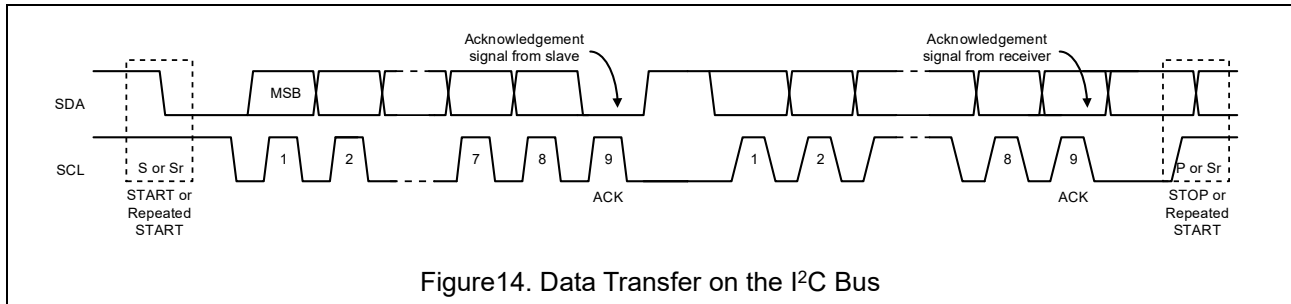 Acknowledgement
signal from slave
Acknowledgement
signal from receiver
SDA
MSB
SCL
S or Sr
1
2
7
8
9
1
2
8
9
P or Sr
START or
Repeated
START
ACK
ACK
STOP or
Repeated
START
Figure14. Data Transfer on the I²C Bus